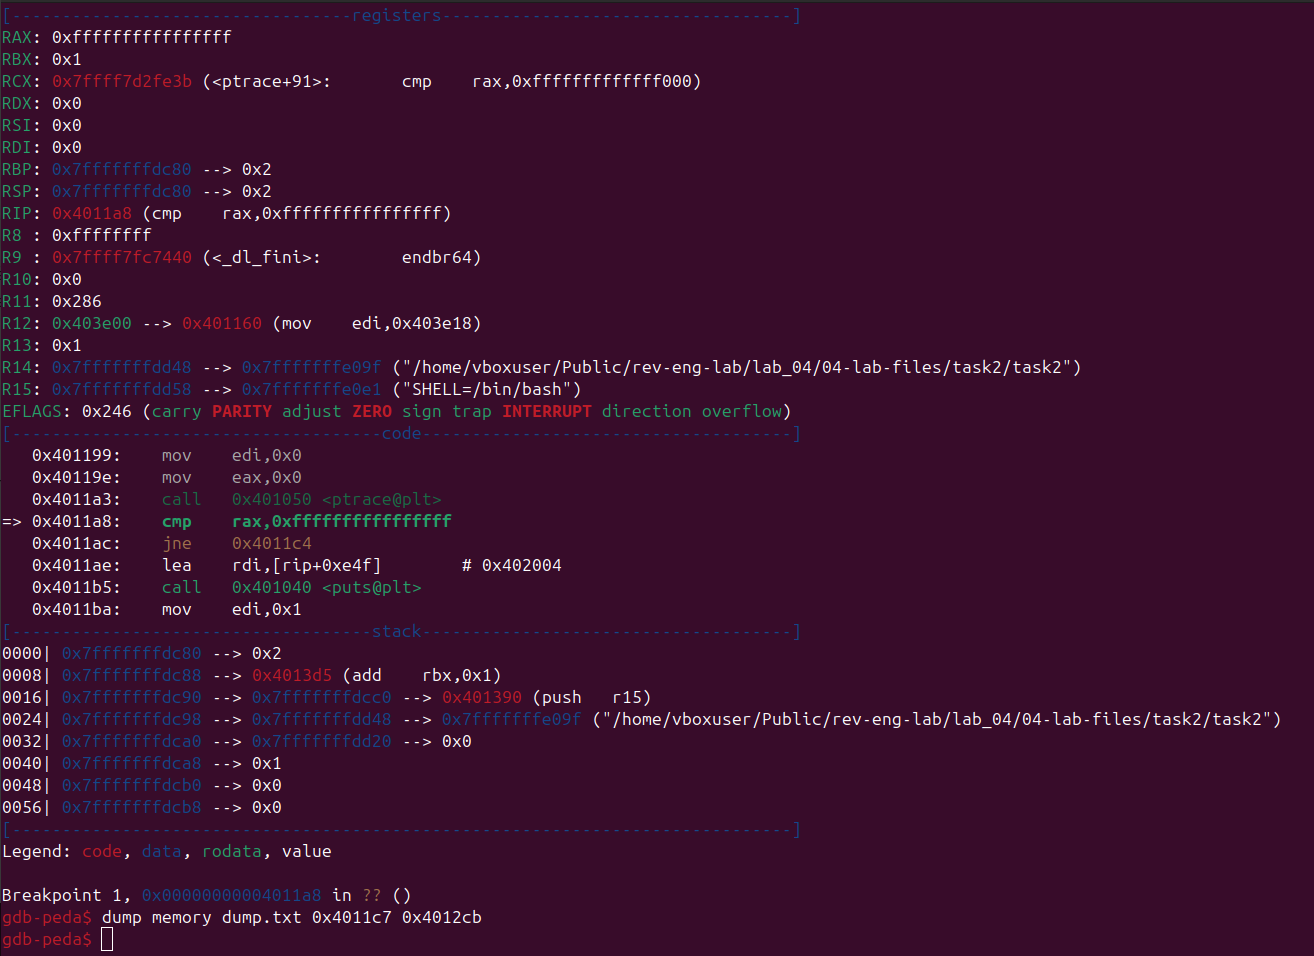 [----------------------------------registers-----------------------------------]
RAX: 0xffffffffffffffff
RBX: 0x1
RCX: 0x7ffff7d2fe3b (<ptrace+91>:       cmp    rax,0xfffffffffffff000)
RDX: 0x0
RSI: 0x0
RDI: 0x0
RBP: 0x7fffffffdc80 --> 0x2
RSP: 0x7fffffffdc80 --> 0x2
RIP: 0x4011a8 (cmp    rax,0xffffffffffffffff)
R8 : 0xffffffff
R9 : 0x7ffff7fc7440 (<_dl_fini>:        endbr64)
R10: 0x0
R11: 0x286
R12: 0x403e00 --> 0x401160 (mov    edi,0x403e18)
R13: 0x1
R14: 0x7fffffffdd48 --> 0x7fffffffe09f ("/home/vboxuser/Public/rev-eng-lab/lab_04/04-lab-files/task2/task2")
R15: 0x7fffffffdd58 --> 0x7fffffffe0e1 ("SHELL=/bin/bash")
EFLAGS: 0x246 (carry PARITY adjust ZERO sign trap INTERRUPT direction overflow)
[-------------------------------------code-------------------------------------]
   0x401199:    mov    edi,0x0
   0x40119e:    mov    eax,0x0
   0x4011a3:    call   0x401050 <ptrace@plt>
=> 0x4011a8:    cmp    rax,0xffffffffffffffff
   0x4011ac:    jne    0x4011c4
   0x4011ae:    lea    rdi,[rip+0xe4f]        # 0x402004
   0x4011b5:    call   0x401040 <puts@plt>
   0x4011ba:    mov    edi,0x1
[------------------------------------stack-------------------------------------]
0000| 0x7fffffffdc80 --> 0x2
0008| 0x7fffffffdc88 --> 0x4013d5 (add    rbx,0x1)
0016| 0x7fffffffdc90 --> 0x7fffffffdcc0 --> 0x401390 (push   r15)
0024| 0x7fffffffdc98 --> 0x7fffffffdd48 --> 0x7fffffffe09f ("/home/vboxuser/Public/rev-eng-lab/lab_04/04-lab-files/task2/task2")
0032| 0x7fffffffdca0 --> 0x7fffffffdd20 --> 0x0
0040| 0x7fffffffdca8 --> 0x1
0048| 0x7fffffffdcb0 --> 0x0
0056| 0x7fffffffdcb8 --> 0x0
[------------------------------------------------------------------------------]
Legend: code, data, rodata, value
Breakpoint 1, 0x00000000004011a8 in ?? ()
gdb-peda$ dump memory dump.txt 0x4011c7 0x4012cb
gdb-peda$